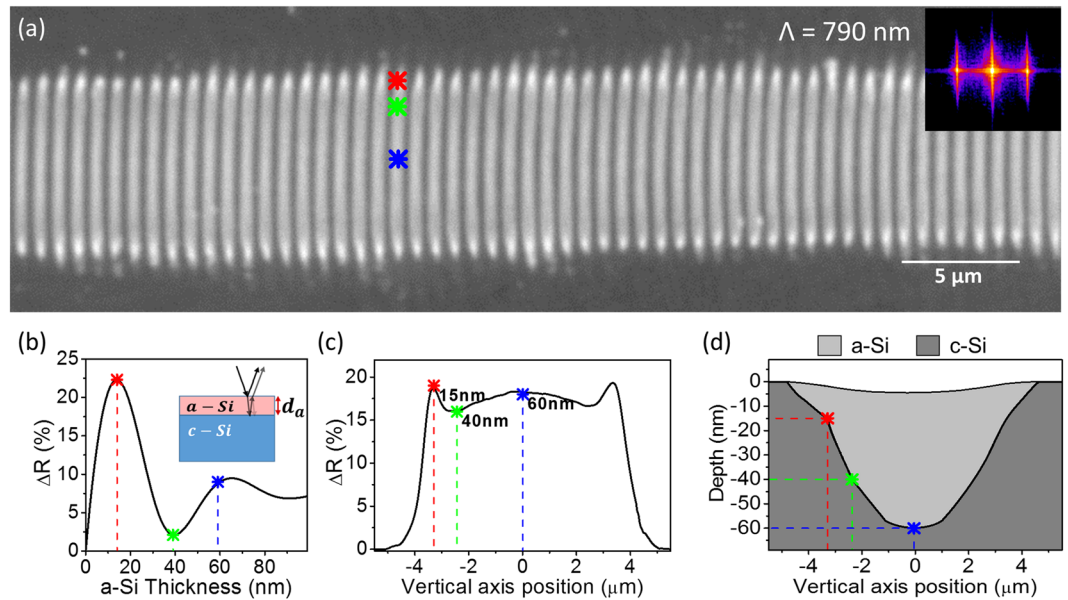 (a)
Λ = 790 nm
5 μm
(b)
25
20
15
10
5
0
ΔR (%)
a – Si
c – Si
dₐ
0 20 40 60 80
a-Si Thickness (nm)
(c)
20
15
10
5
0
ΔR (%)
15nm
40nm
60nm
-4 -2 0 2 4
Vertical axis position (μm)
(d)
a-Si c-Si
0
-10
-20
-30
-40
-50
-60
Depth (nm)
-4 -2 0 2 4
Vertical axis position (μm)